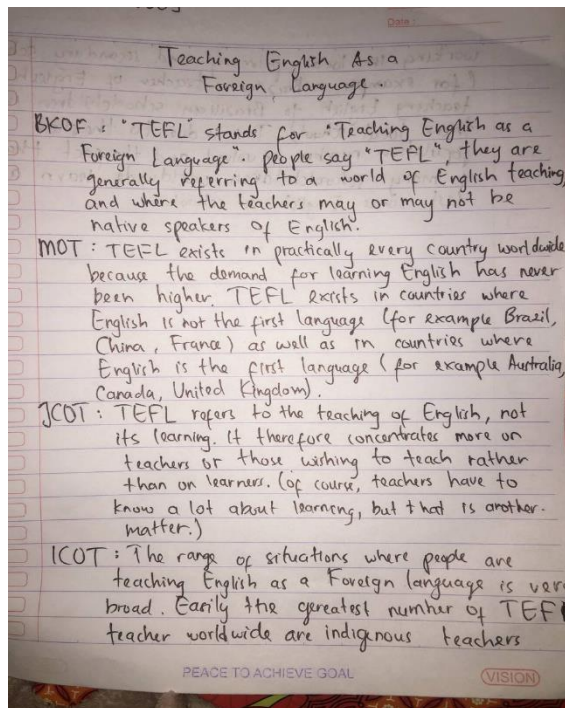 Date :
Teaching English As a
Foreign Language
BKOF : "TEFL" stands for "Teaching English as a
Foreign Language". people say "TEFL" they are
generally referring to a world of English teaching,
and where the teachers may or may not be
native speakers of English.
MOT : TEFL exists in practically every country worldwide
because the demand for learning English has never
been higher. TEFL exists in countries where
English is not the first language (for example Brazil,
China, France) as well as in countries where
English is the first language (for example Australia,
Canada, United Kingdom).
JCOT : TEFL refers to the teaching of English, not
its learning. It therefore concentrates more on
teachers or those wishing to teach rather
than on learners. (of course, teachers have to
know a lot about learning, but that is another.
matter.)
ICOT : The range of situations where people are
teaching English as a Foreign language is very
broad. Easily the gereatest number of TEFL
teacher worldwide are indigenous teachers
PEACE TO ACHIEVE GOAL
VISION